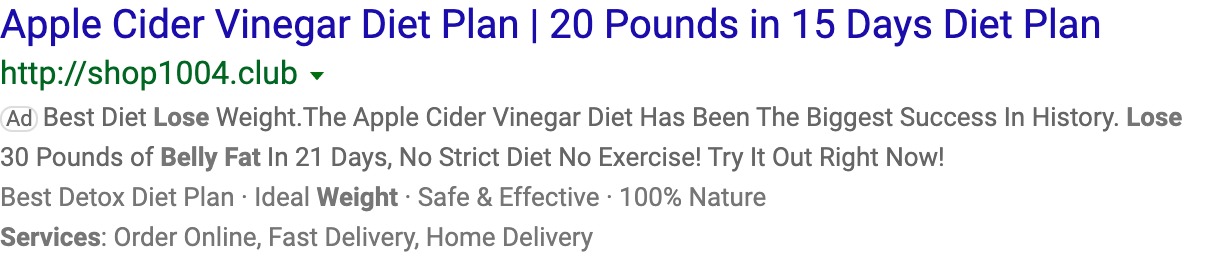 Apple Cider Vinegar Diet Plan | 20 Pounds in 15 Days Diet Plan
http://shop1004.club
Ad Best Diet Lose Weight.The Apple Cider Vinegar Diet Has Been The Biggest Success In History. Lose
30 Pounds of Belly Fat In 21 Days, No Strict Diet No Exercise! Try It Out Right Now!
Best Detox Diet Plan · Ideal Weight · Safe & Effective · 100% Nature
Services: Order Online, Fast Delivery, Home Delivery